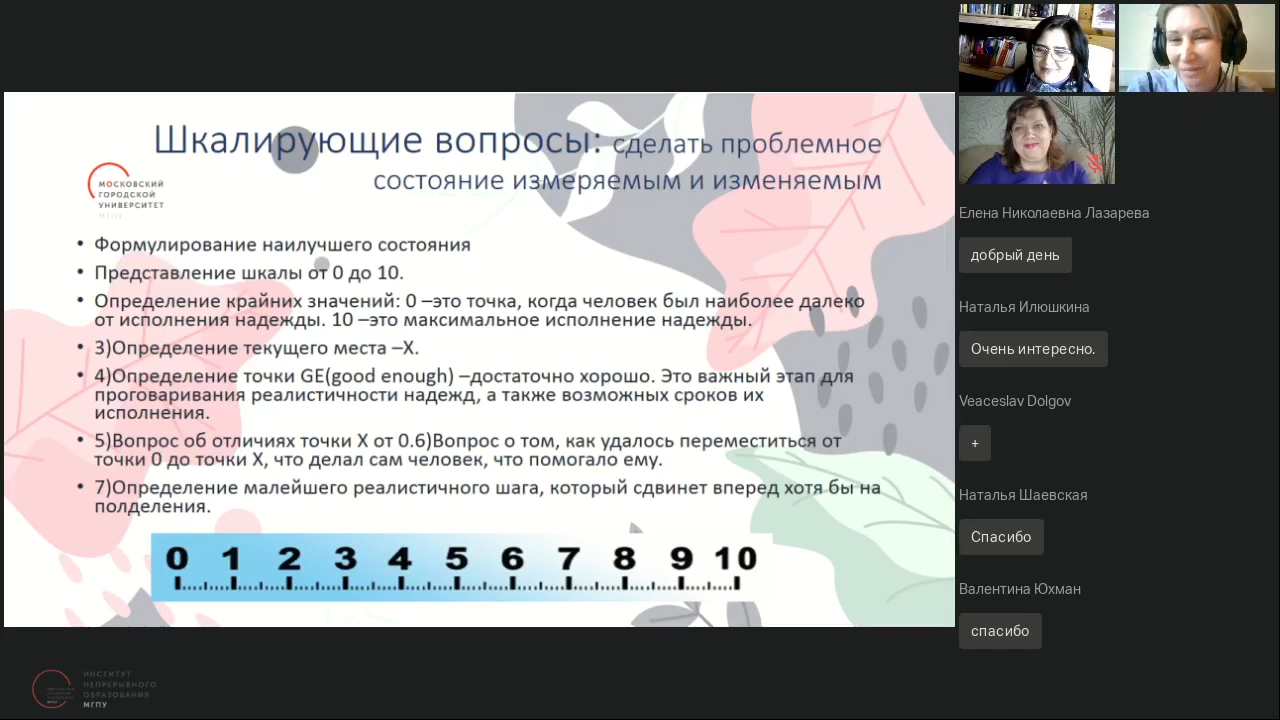 Шкалирующие вопросы: сделать проблемное
состояние измеряемым и изменяемым
МОСКОВСКИЙ
ГОРОДСКОЙ
УНИВЕРСИТЕТ
МГПУ
• Формулирование наилучшего состояния
• Представление шкалы от 0 до 10.
• Определение крайних значений: 0 –это точка, когда человек был наиболее далеко
от исполнения надежды. 10 –это максимальное исполнение надежды.
• 3)Определение текущего места –X.
• 4)Определение точки GE(good enough) –достаточно хорошо. Это важный этап для
проговаривания реалистичности надежд, а также возможных сроков их
исполнения.
• 5)Вопрос об отличиях точки X от 0.6)Вопрос о том, как удалось переместиться от
точки 0 до точки X, что делал сам человек, что помогало ему.
• 7)Определение малейшего реалистичного шага, который сдвинет вперед хотя бы на
полделения.
0 1 2 3 4 5 6 7 8 9 10
ИНСТИТУТ
НЕПРЕРЫВНОГО
ОБРАЗОВАНИЯ
МГПУ
Елена Николаевна Лазарева
добрый день
Наталья Илюшкина
Очень интересно.
Veaceslav Dolgov
+
Наталья Шаевская
Спасибо
Валентина Юхман
спасибо